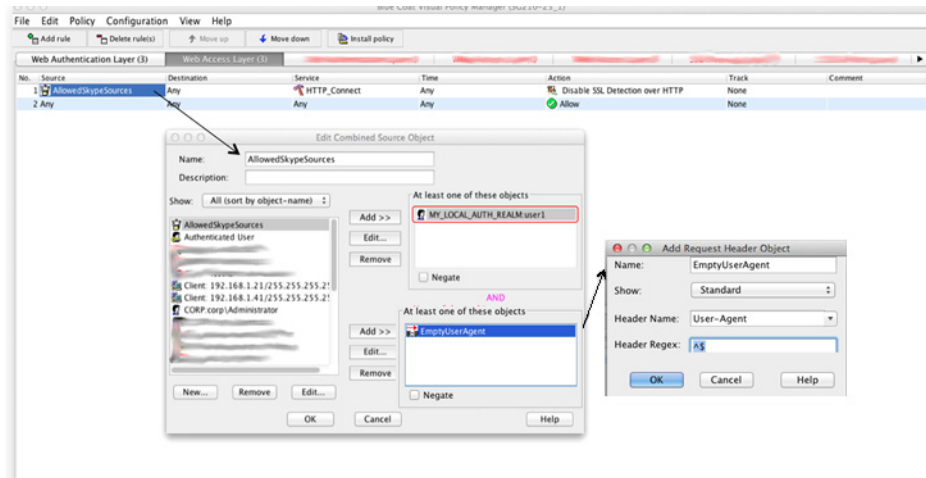 Blue Coat Visual Policy Manager (SG210-25_1)
File Edit Policy Configuration View Help
Add rule Delete rule(s) Move up Move down Install policy
Web Authentication Layer (3) Web Access Layer (3)
No. Source Destination Service Time Action Track Comment
1 AllowedSkypeSources Any HTTP_Connect Any Disable SSL Detection over HTTP None
2 Any Any Any Any Allow None
Edit Combined Source Object
Name: AllowedSkypeSources
Description:
Show: All (sort by object-name)
At least one of these objects
AllowedSkypeSources
Authenticated User
Client: 192.168.1.21/255.255.255.2
Client: 192.168.1.41/255.255.255.2
CORP.corp\Administrator
Add >>
Edit...
Remove
MY_LOCAL_AUTH_REALM:user1
Negate
AND
At least one of these objects
Add >>
Edit...
Remove
EmptyUserAgent
Negate
New... Remove Edit...
OK Cancel Help
Add Request Header Object
Name: EmptyUserAgent
Show: Standard
Header Name: User-Agent
Header Regex: ^$
OK Cancel Help